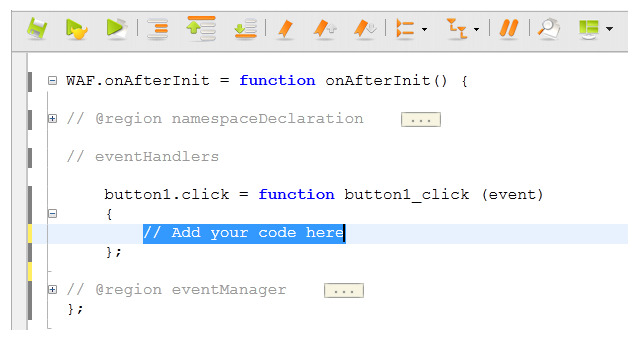 WAF.onAfterInit = function onAfterInit() {
// @region namespaceDeclaration ...
// eventHandlers
button1.click = function button1_click (event)
{
// Add your code here
};
// @region eventManager ...
};